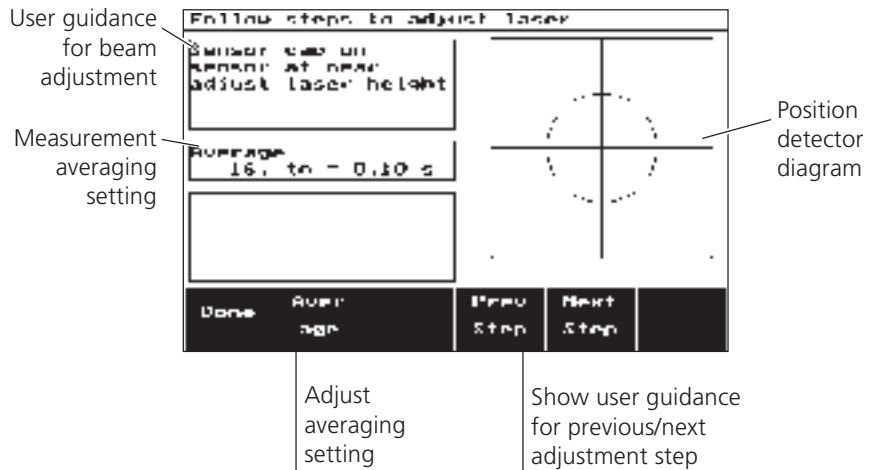 User guidance
for beam
adjustment
Follow steps to adjust laser
Sensor cap on
sensor at near
adjust laser height
Measurement
averaging
setting
Average
16, to = 0.10 s
Position
detector
diagram
Done
Aver
age
Prev
Step
Next
Step
Adjust
averaging
setting
Show user guidance
for previous/next
adjustment step